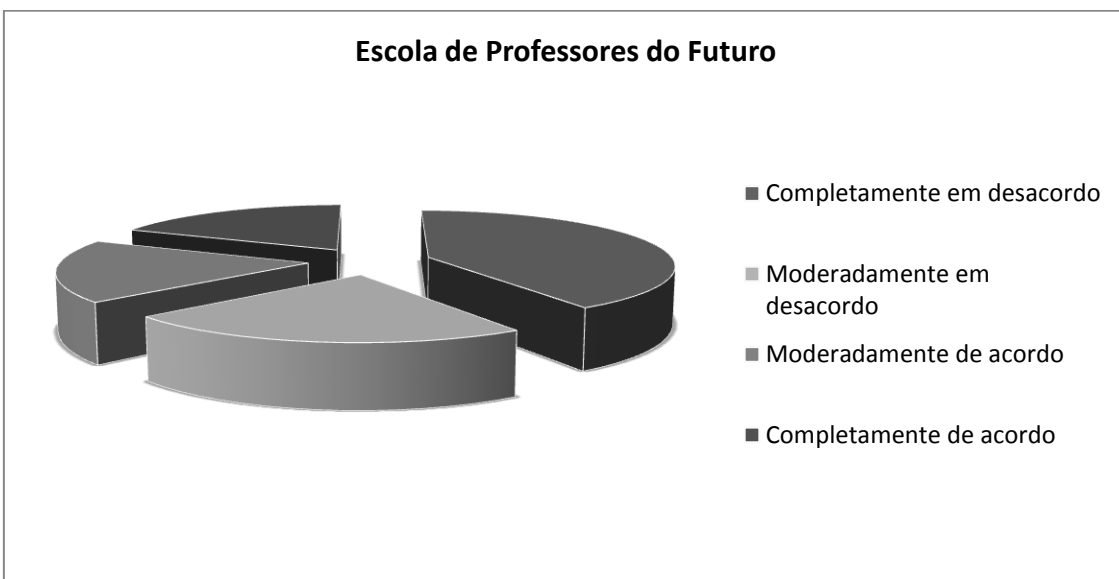 Escola de Professores do Futuro
Completamente em desacordo
Moderadamente em
desacordo
Moderadamente de acordo
Completamente de acordo